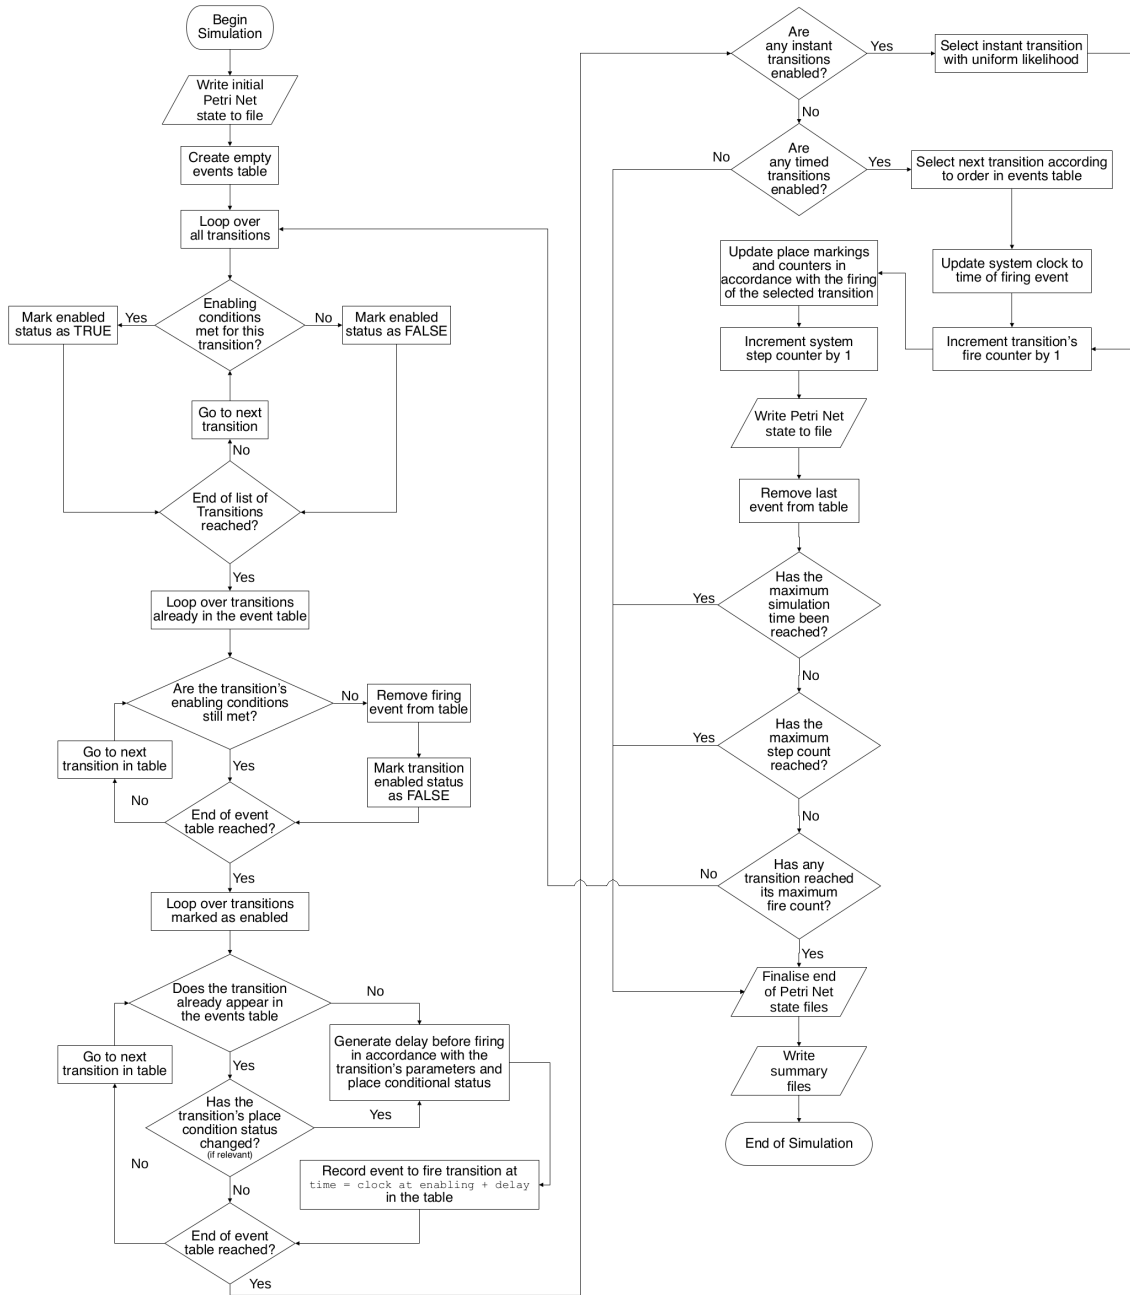 Begin
Simulation
Write initial
Petri Net
state to file
Create empty
events table
Loop over
all transitions
Enabling
conditions
met for this
transition?
Yes
No
Mark enabled
status as TRUE
Mark enabled
status as FALSE
Go to next
transition
No
End of list of
Transitions
reached?
Yes
Loop over transitions
already in the event table
Are the transition's
enabling conditions
still met?
No
Remove firing
event from table
Go to next
transition in table
Yes
Mark transition
enabled status
as FALSE
No
End of event
table reached?
Yes
Loop over transitions
marked as enabled
Does the transition
already appear in
the events table
No
Generate delay before firing
in accordance with the
transition's parameters and
place conditional status
Go to next
transition in table
Yes
Has the
transition's place
condition status
changed?
(if relevant)
Yes
No
Record event to fire transition at
time = clock at enabling + delay
in the table
No
End of event
table reached?
Yes
Are
any instant
transitions
enabled?
Yes
Select instant transition
with uniform likelihood
No
Are
any timed
transitions
enabled?
No
Yes
Select next transition according
to order in events table
Update system clock to
time of firing event
Increment transition's
fire counter by 1
Update place markings
and counters in
accordance with the firing
of the selected transition
Increment system
step counter by 1
Write Petri Net
state to file
Remove last
event from table
Has the
maximum
simulation
time been
reached?
Yes
No
Has the
maximum
step count
reached?
Yes
No
Has any
transition reached
its maximum
fire count?
No
Yes
Finalise end
of Petri Net
state files
Write
summary
files
End of Simulation